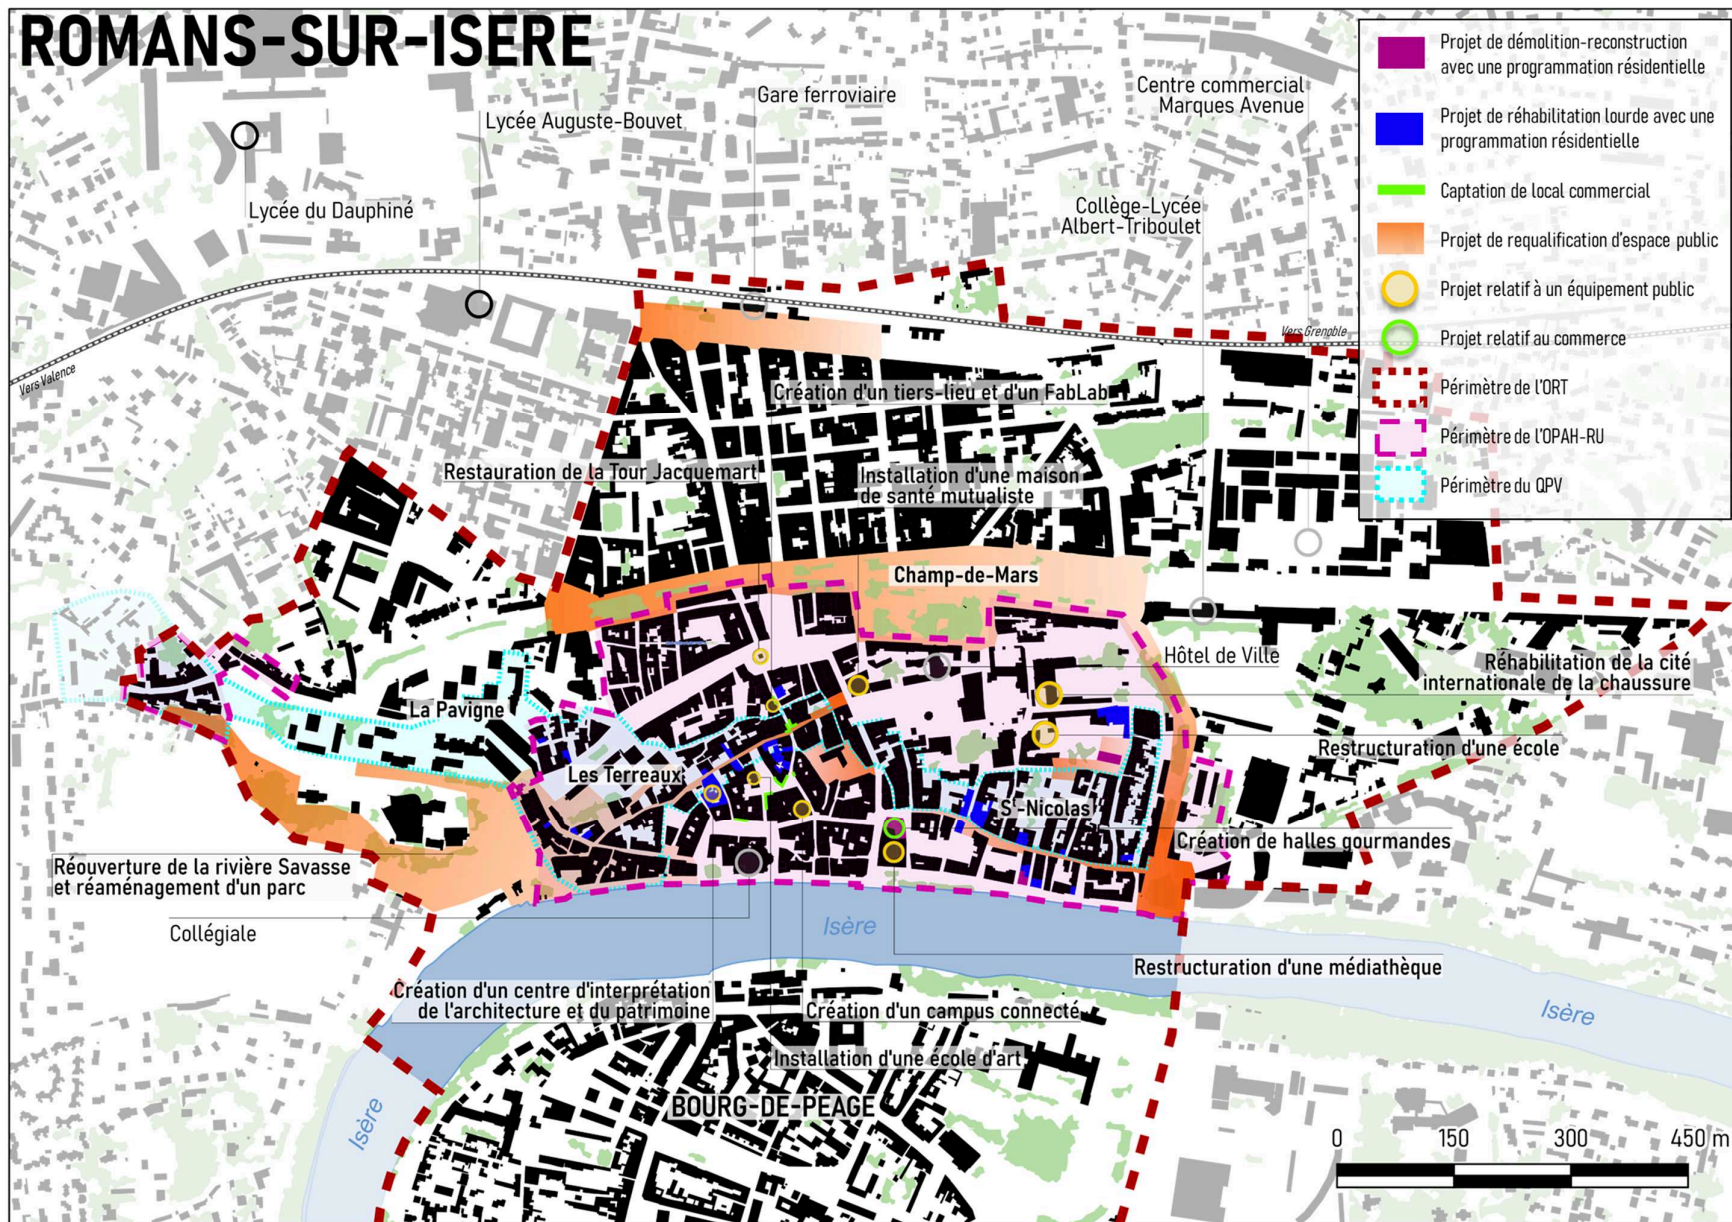 ROMANS-SUR-ISERE
Projet de démolition-reconstruction
avec une programmation résidentielle
Projet de réhabilitation lourde avec une
programmation résidentielle
Captation de local commercial
Projet de requalification d'espace public
Projet relatif à un équipement public
Projet relatif au commerce
Périmètre de l'ORT
Périmètre de l'OPAH-RU
Périmètre du QPV
Gare ferroviaire
Centre commercial
Marques Avenue
Lycée Auguste-Bouvet
Lycée du Dauphiné
Collège-Lycée
Albert-Triboulet
Vers Grenoble
Vers Valence
Création d'un tiers-lieu et d'un FabLab
Restauration de la Tour Jacquemart
Installation d'une maison
de santé mutualiste
Champ-de-Mars
Hôtel de Ville
Réhabilitation de la cité
internationale de la chaussure
La Pavigne
Restructuration d'une école
Les Terreaux
St-Nicolas
Création de halles gourmandes
Réouverture de la rivière Savasse
et réaménagement d'un parc
Collégiale
Isère
Restructuration d'une médiathèque
Création d'un centre d'interprétation
de l'architecture et du patrimoine
Création d'un campus connecté
Isère
Installation d'une école d'art
BOURG-DE-PEAGE
Isère
0 150 300 450 m